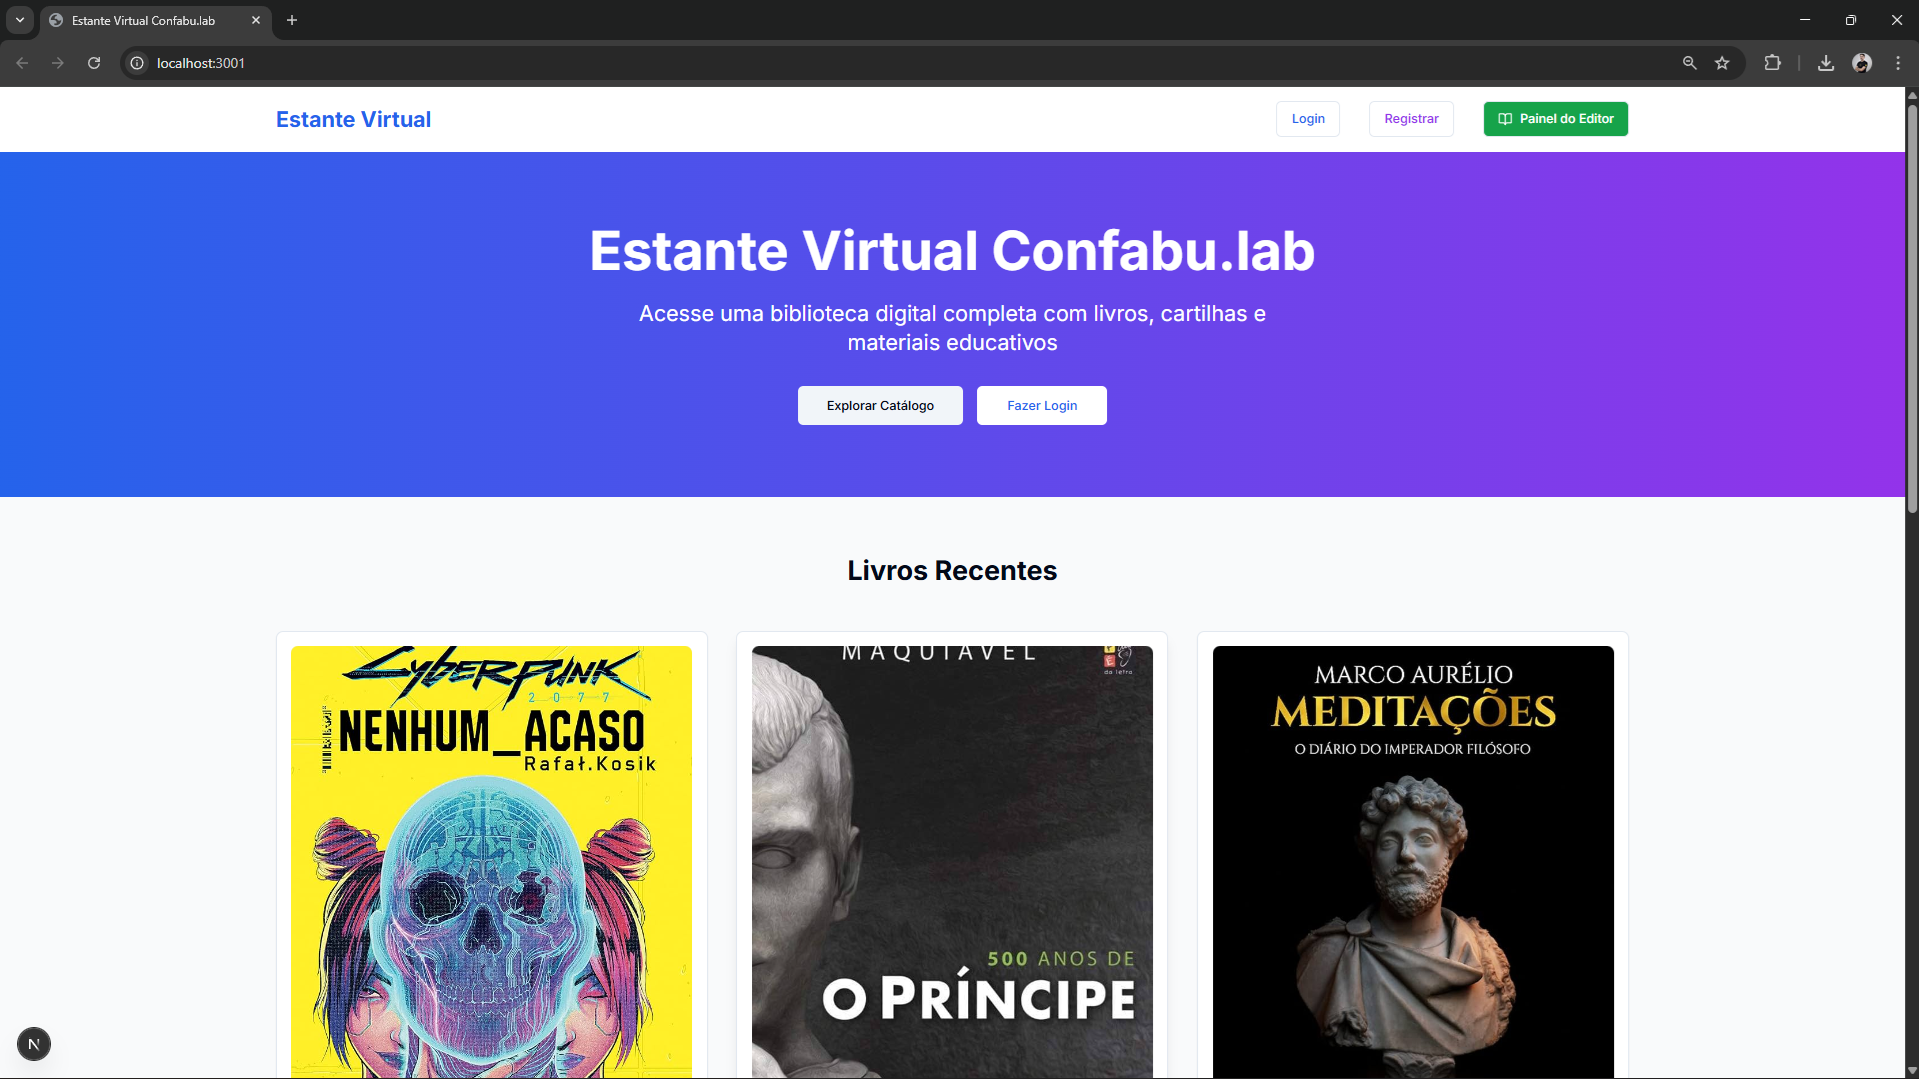 Estante Virtual Confabu.lab
localhost:3001
Estante Virtual
Login
Registrar
Painel do Editor
Estante Virtual Confabu.lab
Acesse uma biblioteca digital completa com livros, cartilhas e
materiais educativos
Explorar Catálogo
Fazer Login
Livros Recentes
CYBERPUNK
2077
NENHUM_ACASO
Rafał.Kosik
MAQUIAVEL
da letra
500 ANOS DE
O PRÍNCIPE
MARCO AURÉLIO
MEDITAÇÕES
O DIÁRIO DO IMPERADOR FILÓSOFO
N